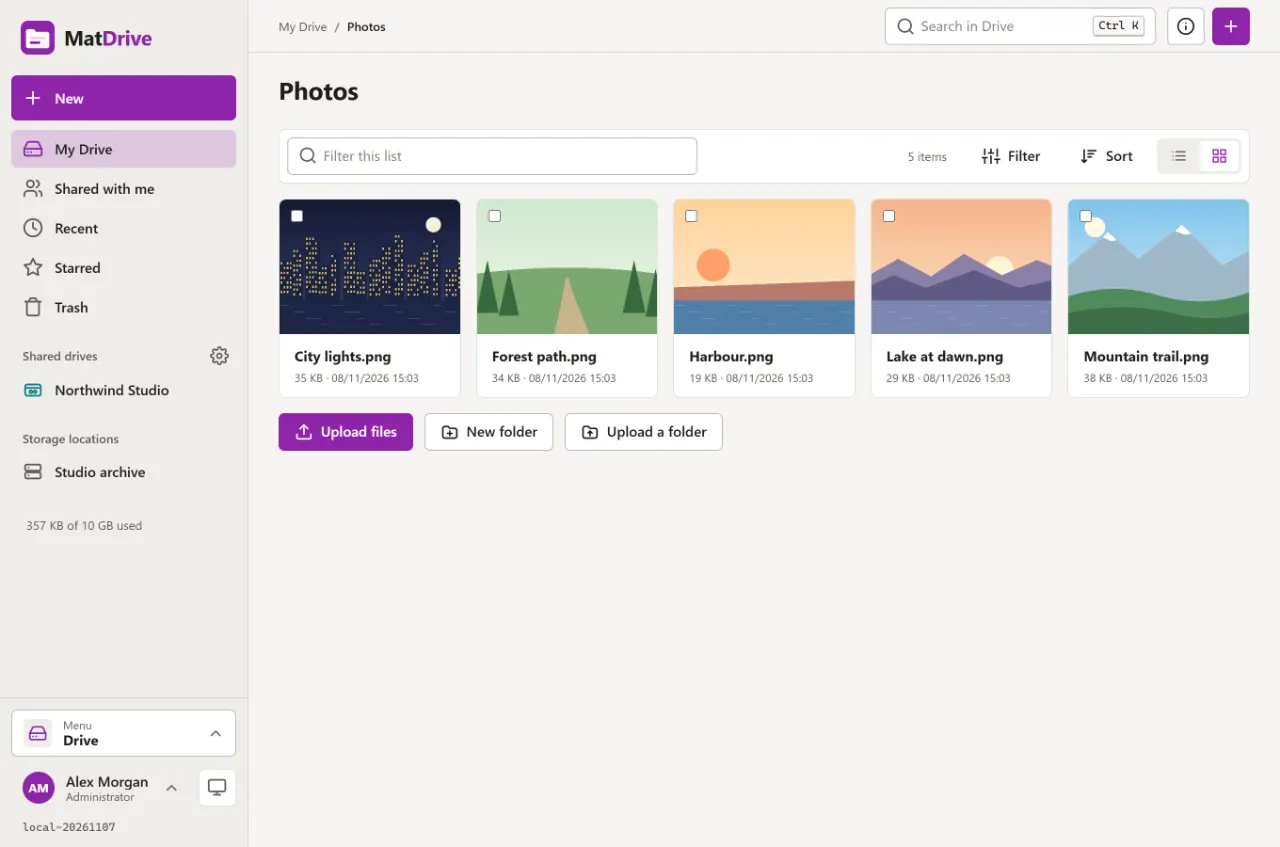 MatDrive
New
My Drive
Shared with me
Recent
Starred
Trash
Shared drives
Northwind Studio
Storage locations
Studio archive
357 KB of 10 GB used
Menu
Drive
AM
Alex Morgan
Administrator
local-20261107
My Drive / Photos
Search in Drive
Ctrl K
Photos
Filter this list
5 items
Filter
Sort
City lights.png
35 KB · 08/11/2026 15:03
Forest path.png
34 KB · 08/11/2026 15:03
Harbour.png
19 KB · 08/11/2026 15:03
Lake at dawn.png
29 KB · 08/11/2026 15:03
Mountain trail.png
38 KB · 08/11/2026 15:03
Upload files
New folder
Upload a folder